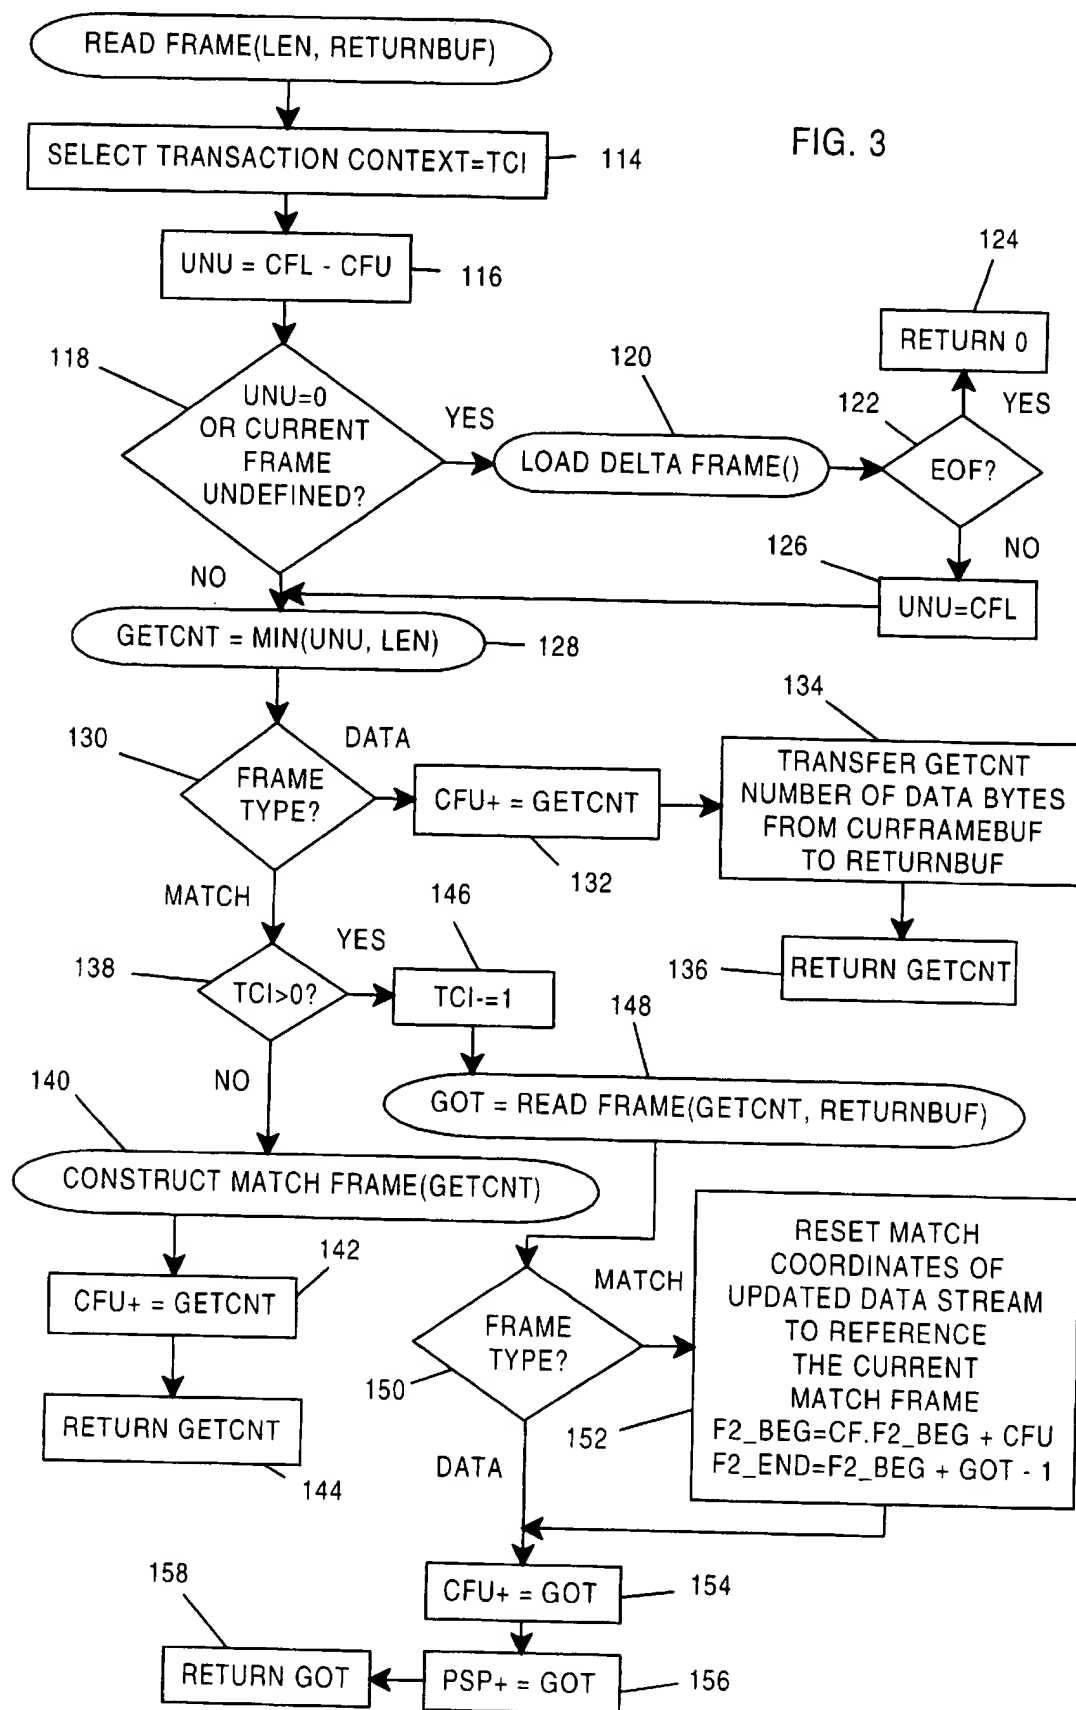 READ FRAME(LEN, RETURNBUF)
FIG. 3
SELECT TRANSACTION CONTEXT=TCI
114
UNU = CFL - CFU
116
124
RETURN 0
118
UNU=0
OR CURRENT
FRAME
UNDEFINED?
YES
120
LOAD DELTA FRAME()
122
YES
EOF?
NO
126
UNU=CFL
NO
GETCNT = MIN(UNU, LEN)
128
130
FRAME
TYPE?
DATA
CFU+ = GETCNT
132
134
TRANSFER GETCNT
NUMBER OF DATA BYTES
FROM CURFRAMEBUF
TO RETURNBUF
136
RETURN GETCNT
MATCH
138
TCI>0?
YES
146
TCI-=1
148
NO
GOT = READ FRAME(GETCNT, RETURNBUF)
140
CONSTRUCT MATCH FRAME(GETCNT)
142
CFU+ = GETCNT
RETURN GETCNT
144
150
FRAME
TYPE?
MATCH
RESET MATCH
COORDINATES OF
UPDATED DATA STREAM
TO REFERENCE
THE CURRENT
MATCH FRAME
F2_BEG=CF.F2_BEG + CFU
F2_END=F2_BEG + GOT - 1
152
DATA
CFU+ = GOT
154
PSP+ = GOT
156
158
RETURN GOT